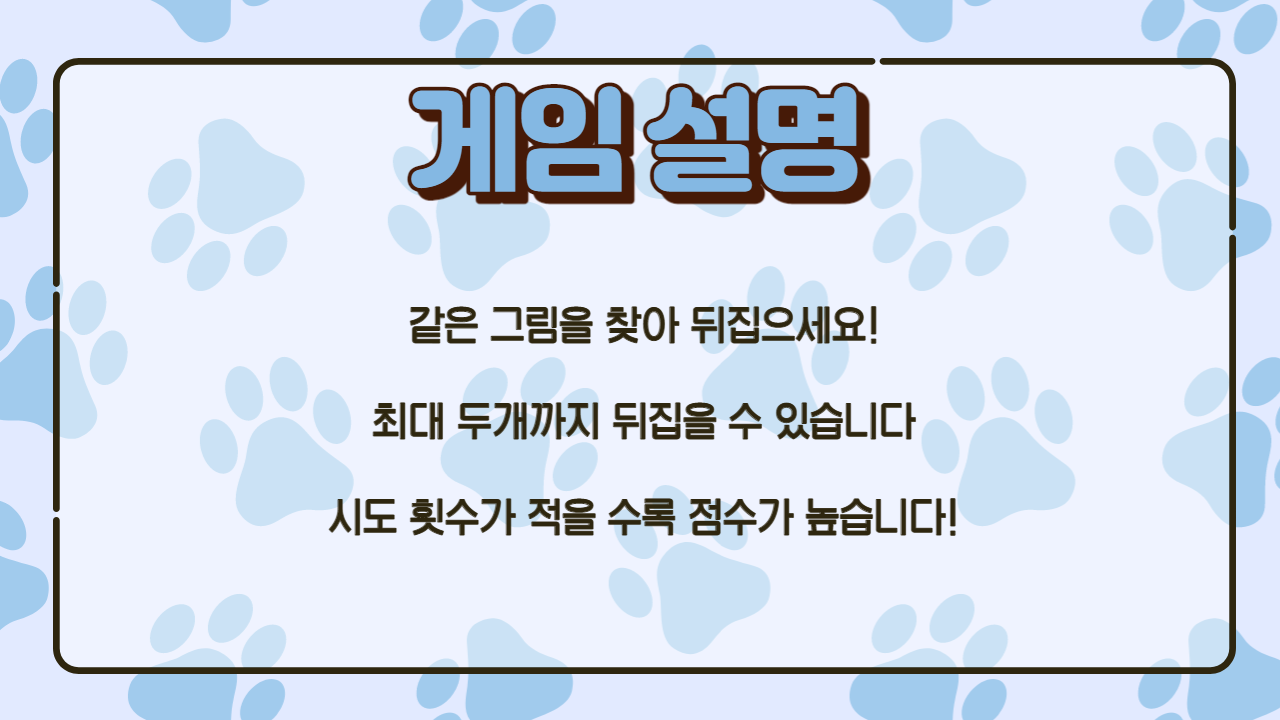 게임 설명
같은 그림을 찾아 뒤집으세요!
최대 두개까지 뒤집을 수 있습니다
시도 횟수가 적을 수록 점수가 높습니다!